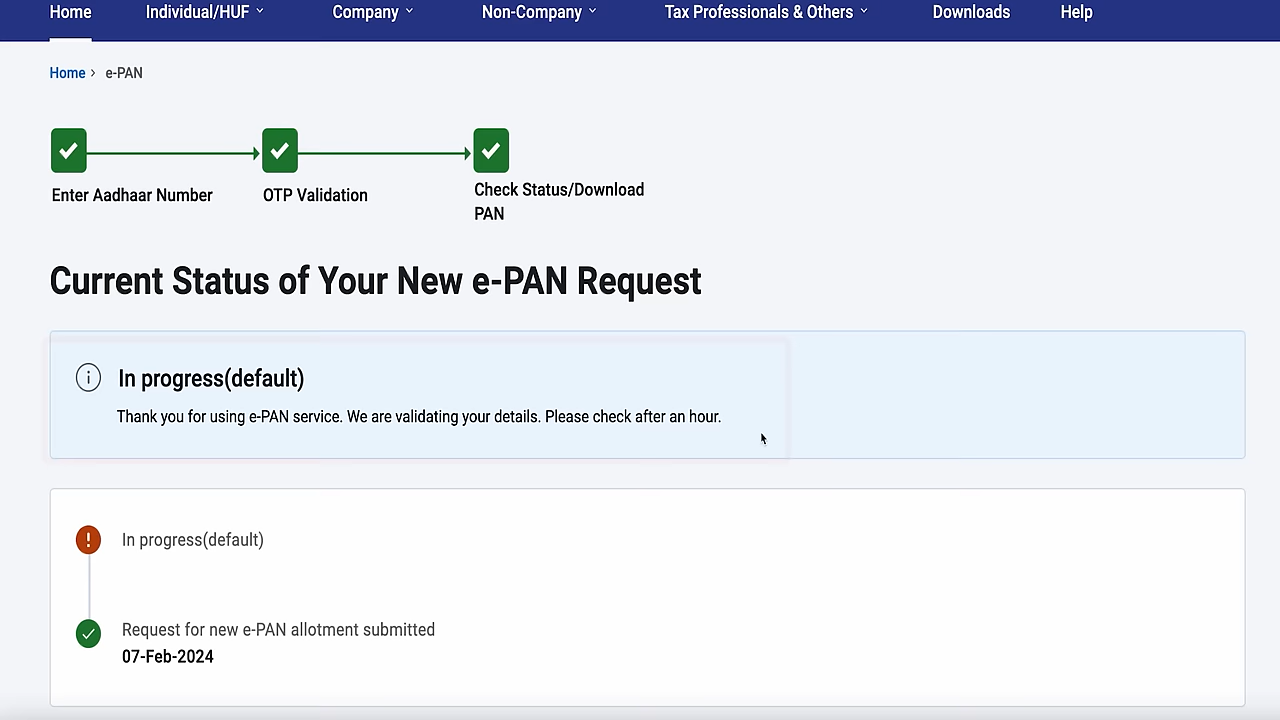 Home Individual/HUF Company Non-Company Tax Professionals & Others Downloads Help
Home > e-PAN
Enter Aadhaar Number
OTP Validation
Check Status/Download
PAN
Current Status of Your New e-PAN Request
In progress(default)
Thank you for using e-PAN service. We are validating your details. Please check after an hour.
In progress(default)
Request for new e-PAN allotment submitted
07-Feb-2024